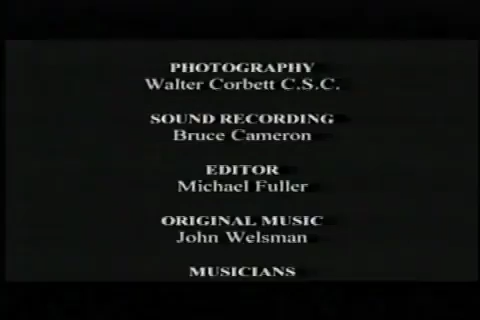 PHOTOGRAPHY
Walter Corbett C.S.C.
SOUND RECORDING
Bruce Cameron
EDITOR
Michael Fuller
ORIGINAL MUSIC
John Welsman
MUSICIANS